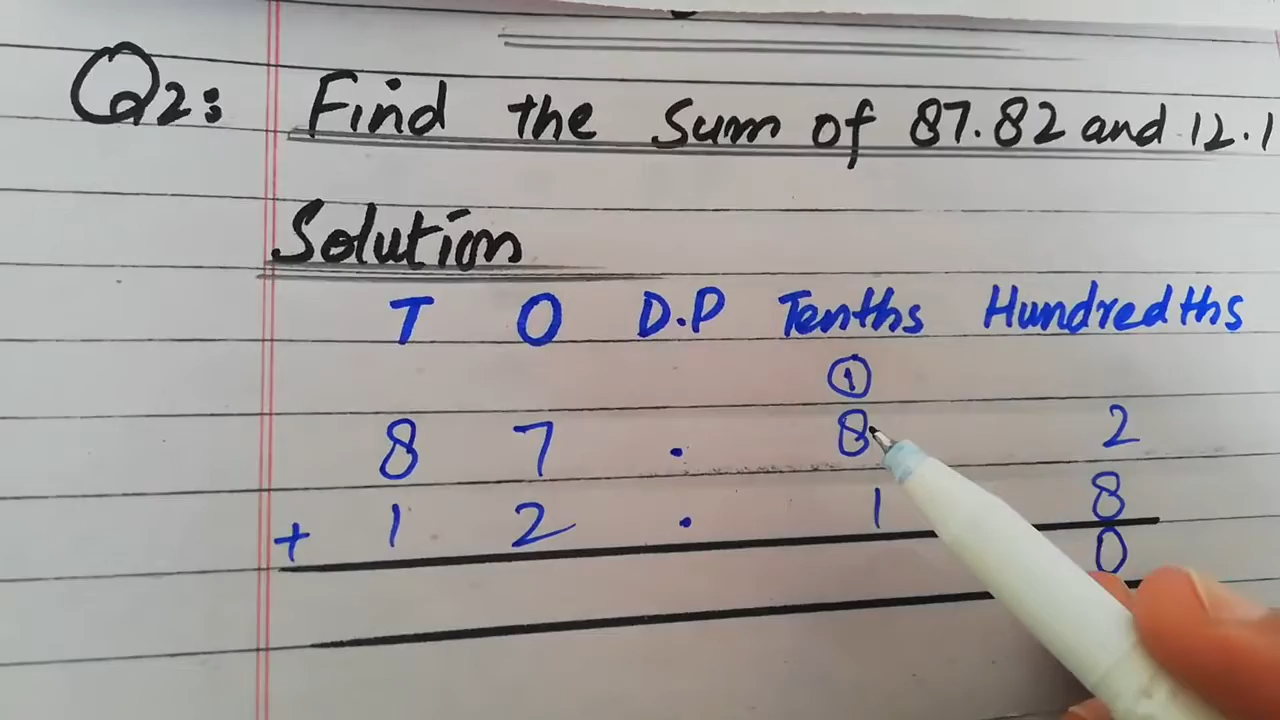 Q2: Find the Sum of 87.82 and 12.1
Solution
T O D.P Tenths Hundredths
1
8 7 . 8 2
+ 1 2 . 1 8
0